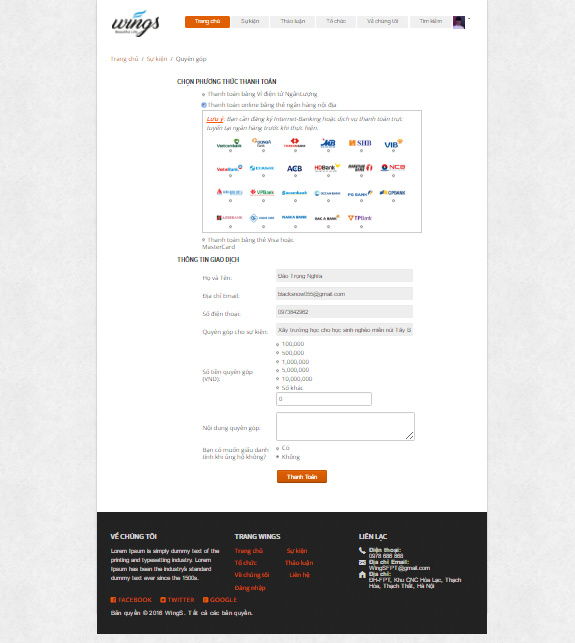 wings
Beautiful Life
Trang chủ
Sự kiện
Thảo luận
Tổ chức
Về chúng tôi
Tìm kiếm
Trang chủ / Sự kiện / Quyên góp
CHỌN PHƯƠNG THỨC THANH TOÁN
Thanh toán bằng Ví điện tử NgânLượng
Thanh toán online bằng thẻ ngân hàng nội địa
Lưu ý: Bạn cần đăng ký Internet-Banking hoặc dịch vụ thanh toán trực
tuyến tại ngân hàng trước khi thực hiện.
Vietcombank DONGA Bank TECHCOMBANK MB SHB VIB
VietinBank EXIMBANK ACB HDBank MARITIME BANK NCB
VPBank Sacombank OCEAN BANK PG BANK GPBANK
AGRIBANK NAM A BANK BAC A BANK TPBank
Thanh toán bằng thẻ Visa hoặc
MasterCard
THÔNG TIN GIAO DỊCH
Họ và Tên:
Đào Trọng Nghĩa
Địa chỉ Email:
blacksnow055@gmail.com
Số điện thoại:
0973842962
Quyên góp cho sự kiện:
Xây trường học cho học sinh nghèo miền núi Tây B
Số tiền quyên góp
(VND):
100,000
500,000
1,000,000
5,000,000
10,000,000
Số khác
0
Nội dung quyên góp:
Bạn có muốn giấu danh
tính khi ủng hộ không?
Có
Không
Thanh Toán
VỀ CHÚNG TÔI
Lorem Ipsum is simply dummy text of the
printing and typesetting industry. Lorem
Ipsum has been the industry's standard
dummy text ever since the 1500s.
TRANG WINGS
Trang chủ
Sự kiện
Tổ chức
Thảo luận
Về chúng tôi
Liên hệ
Đăng nhập
LIÊN LẠC
Điện thoại:
0978 686 868
Địa chỉ Email:
WingSFPT@gmail.com
Địa chỉ:
ĐH-FPT, Khu CNC Hòa Lạc, Thạch
Hòa, Thạch Thất, Hà Nội
FACEBOOK TWITTER GOOGLE
Bản quyền © 2016 WingS. Tất cả các bản quyền.